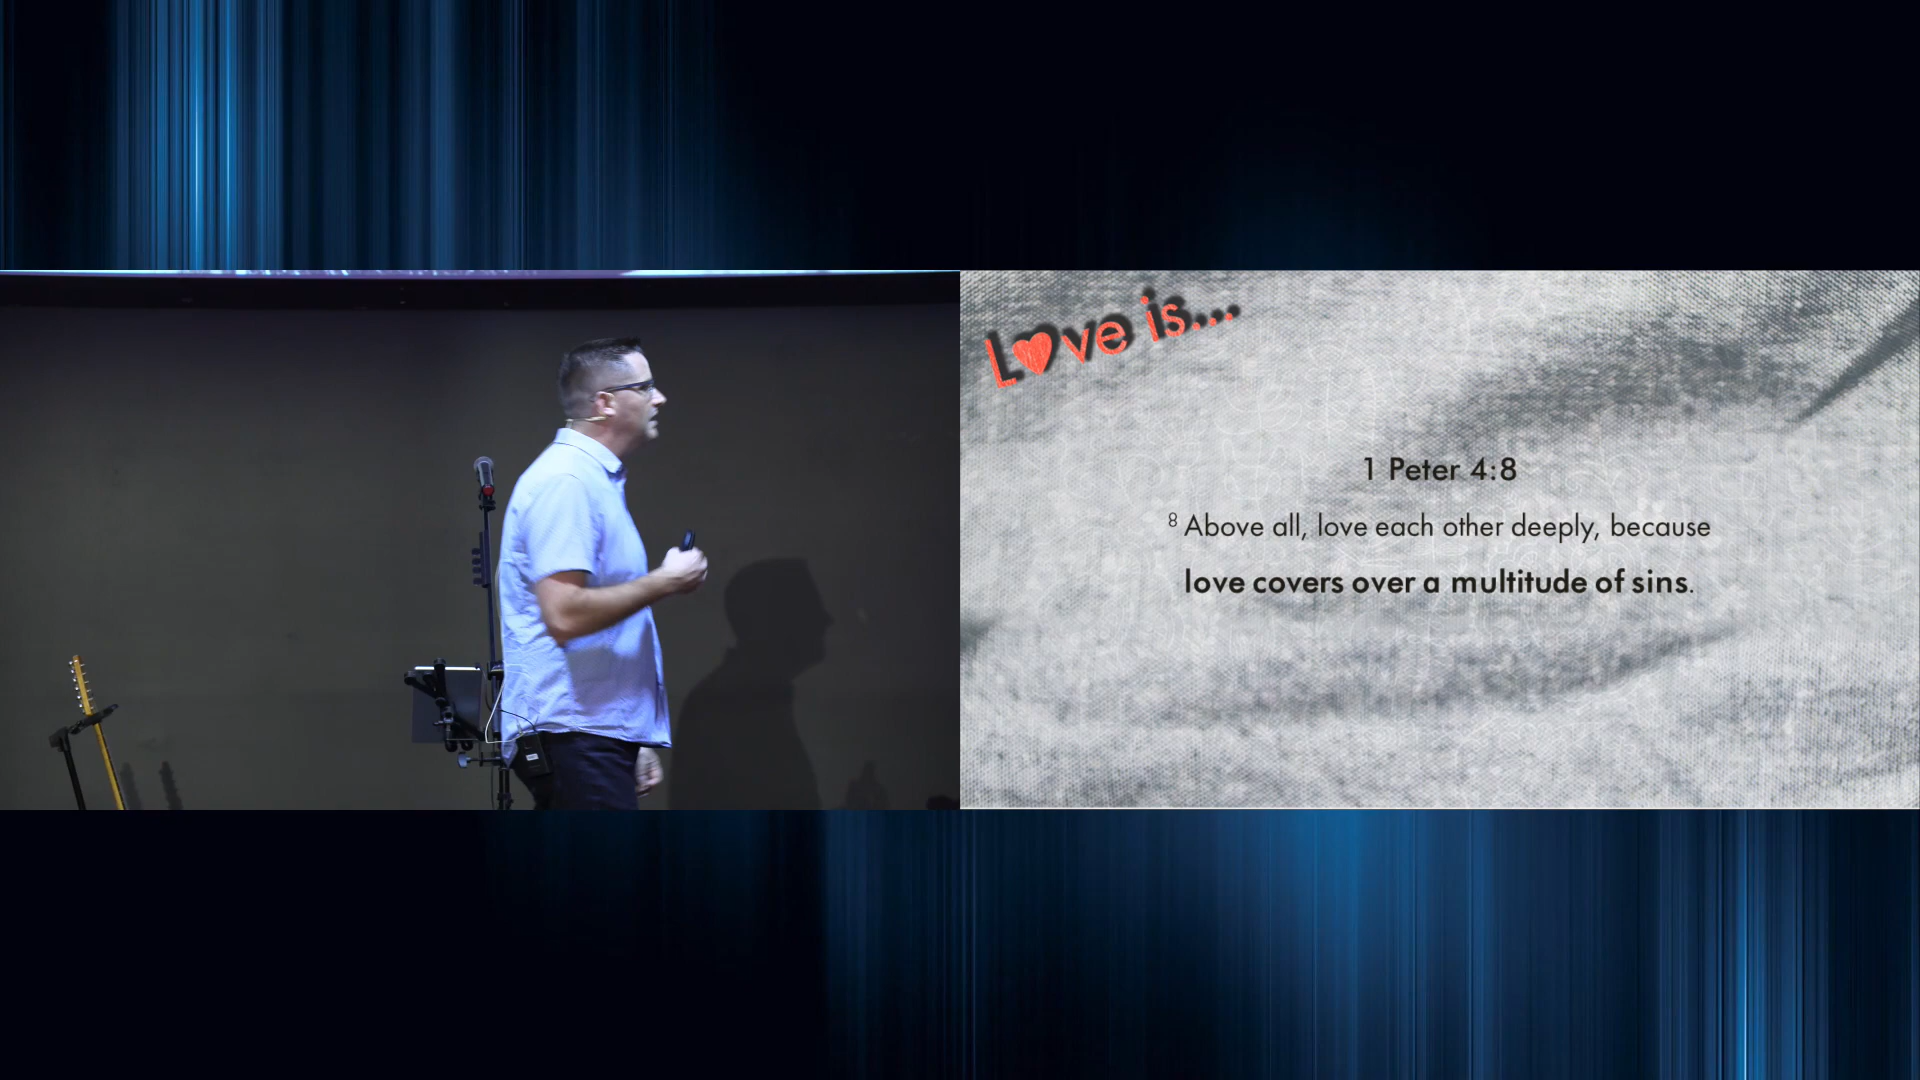 Love is...
1 Peter 4:8
8 Above all, love each other deeply, because
love covers over a multitude of sins.